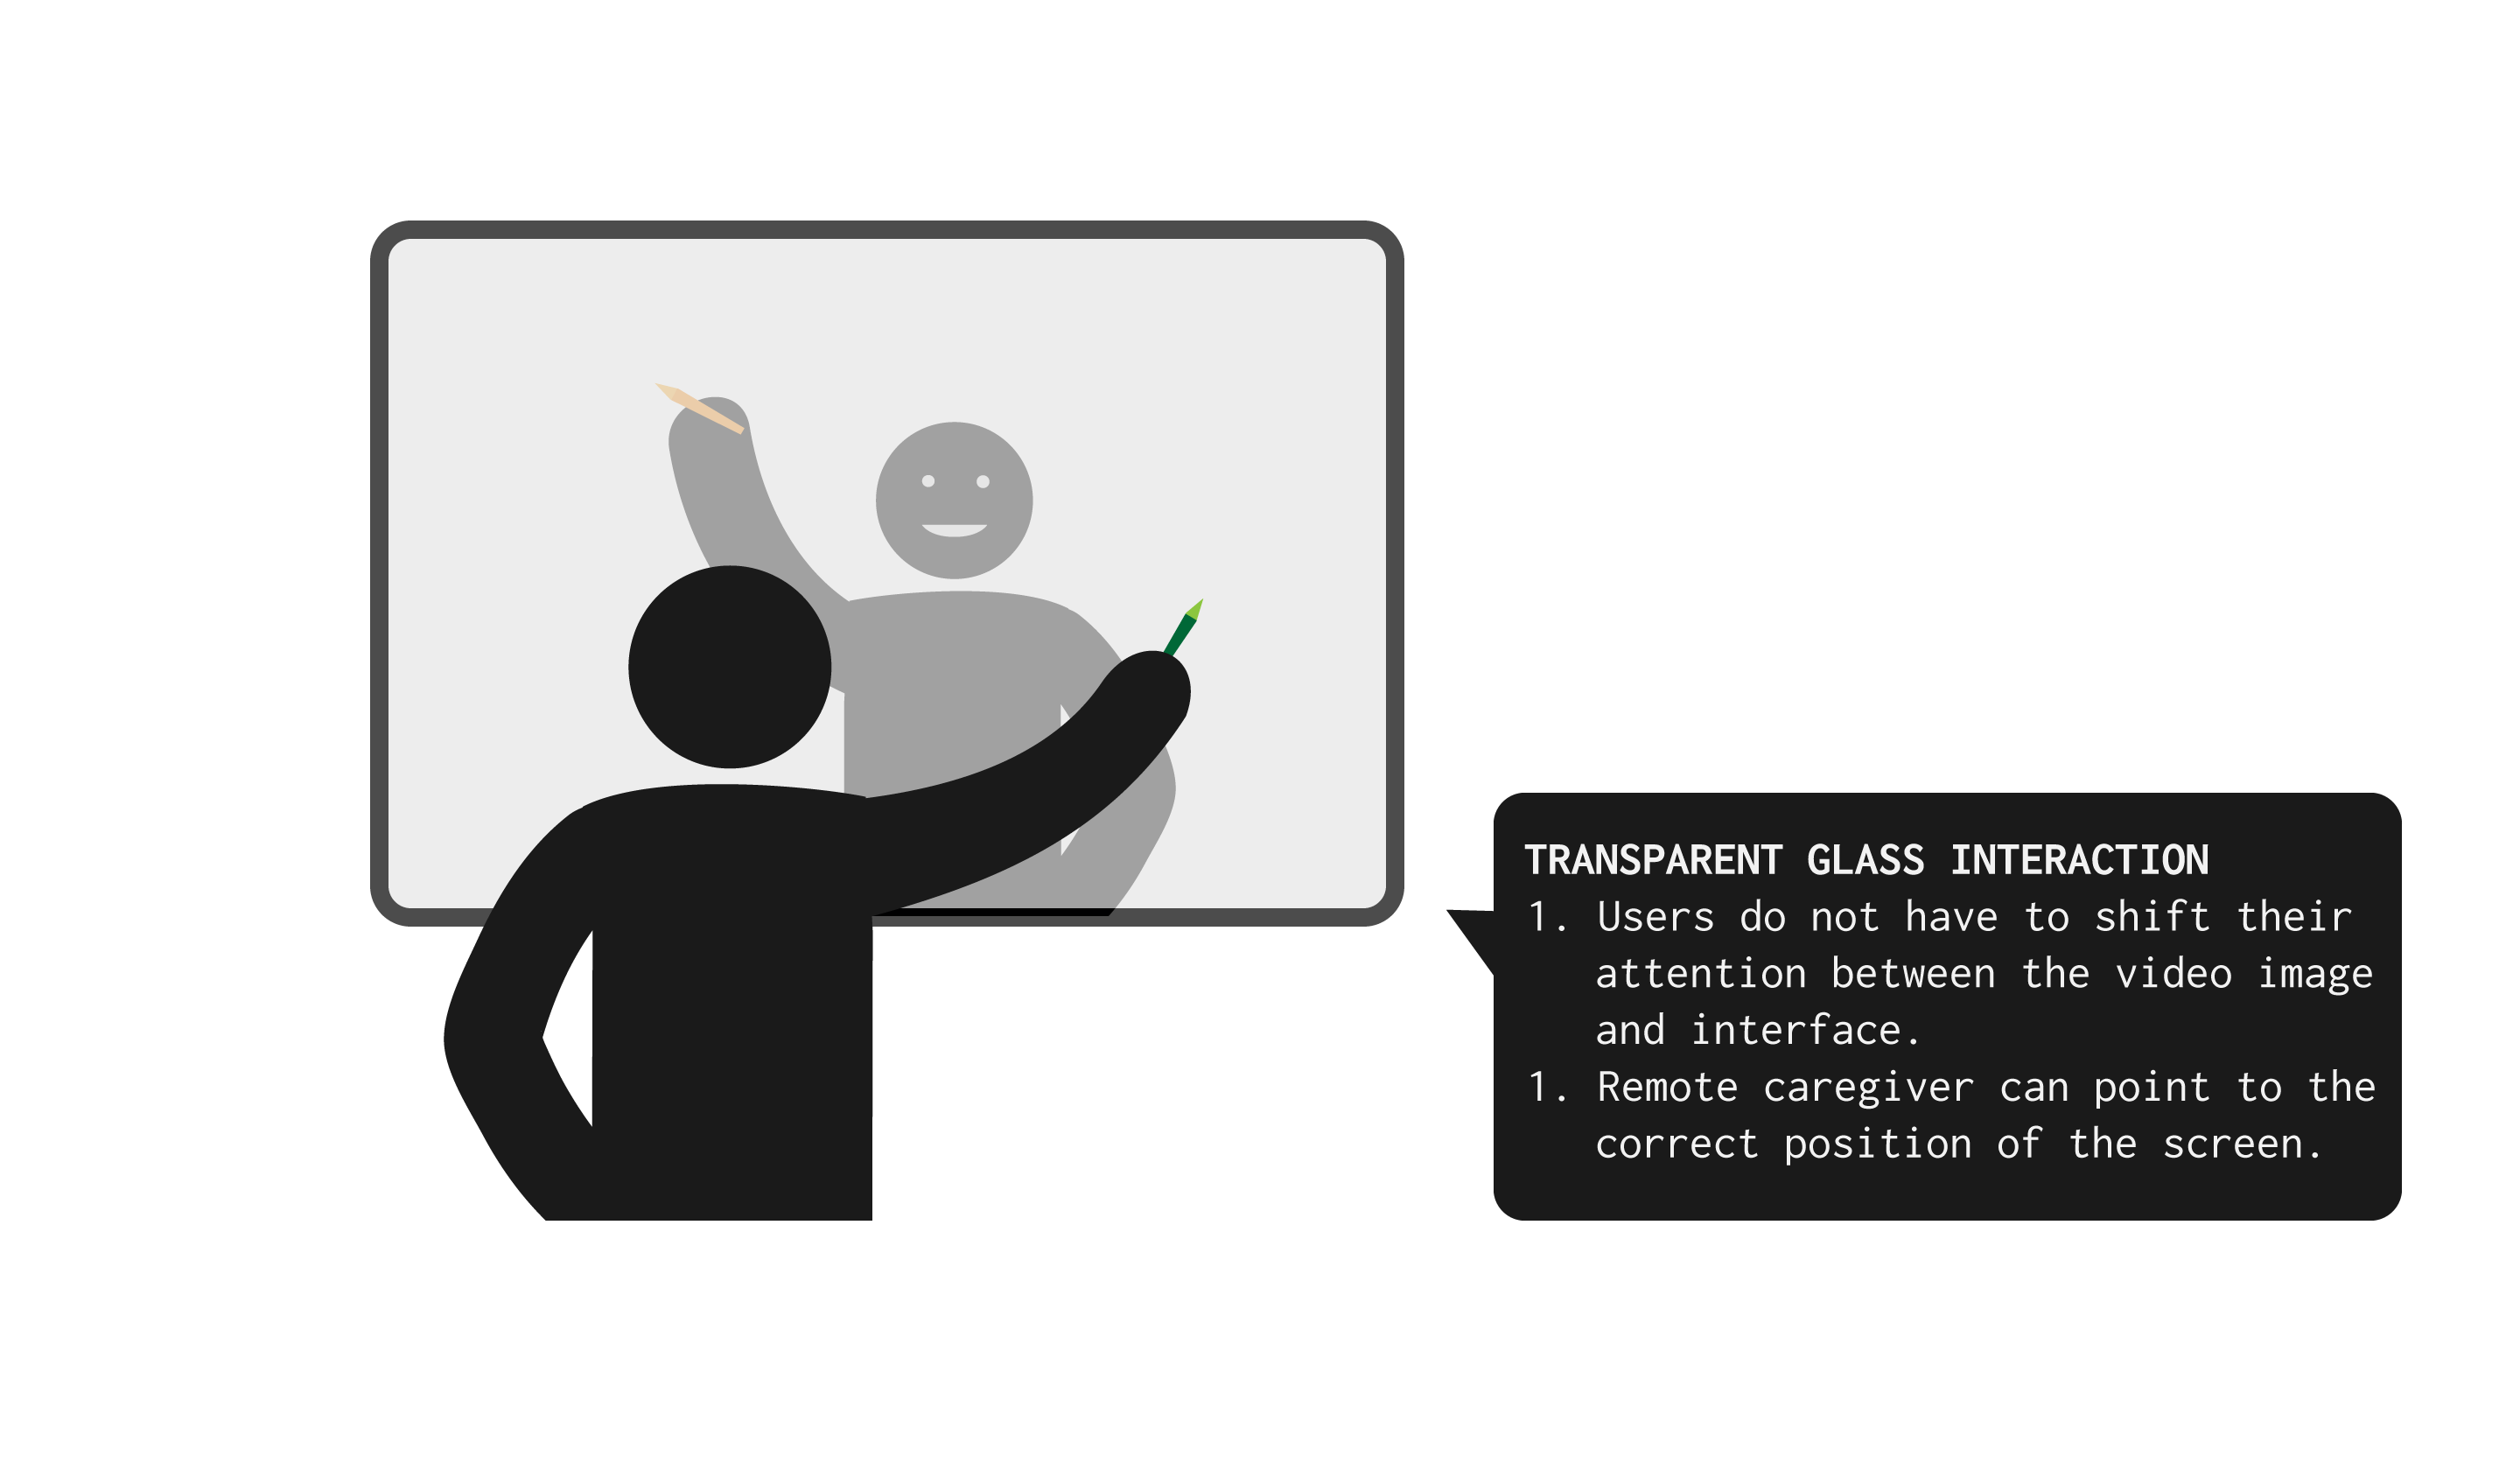 TRANSPARENT GLASS INTERACTION
1. Users do not have to shift their
attention between the video image
and interface.
1. Remote caregiver can point to the
correct position of the screen.